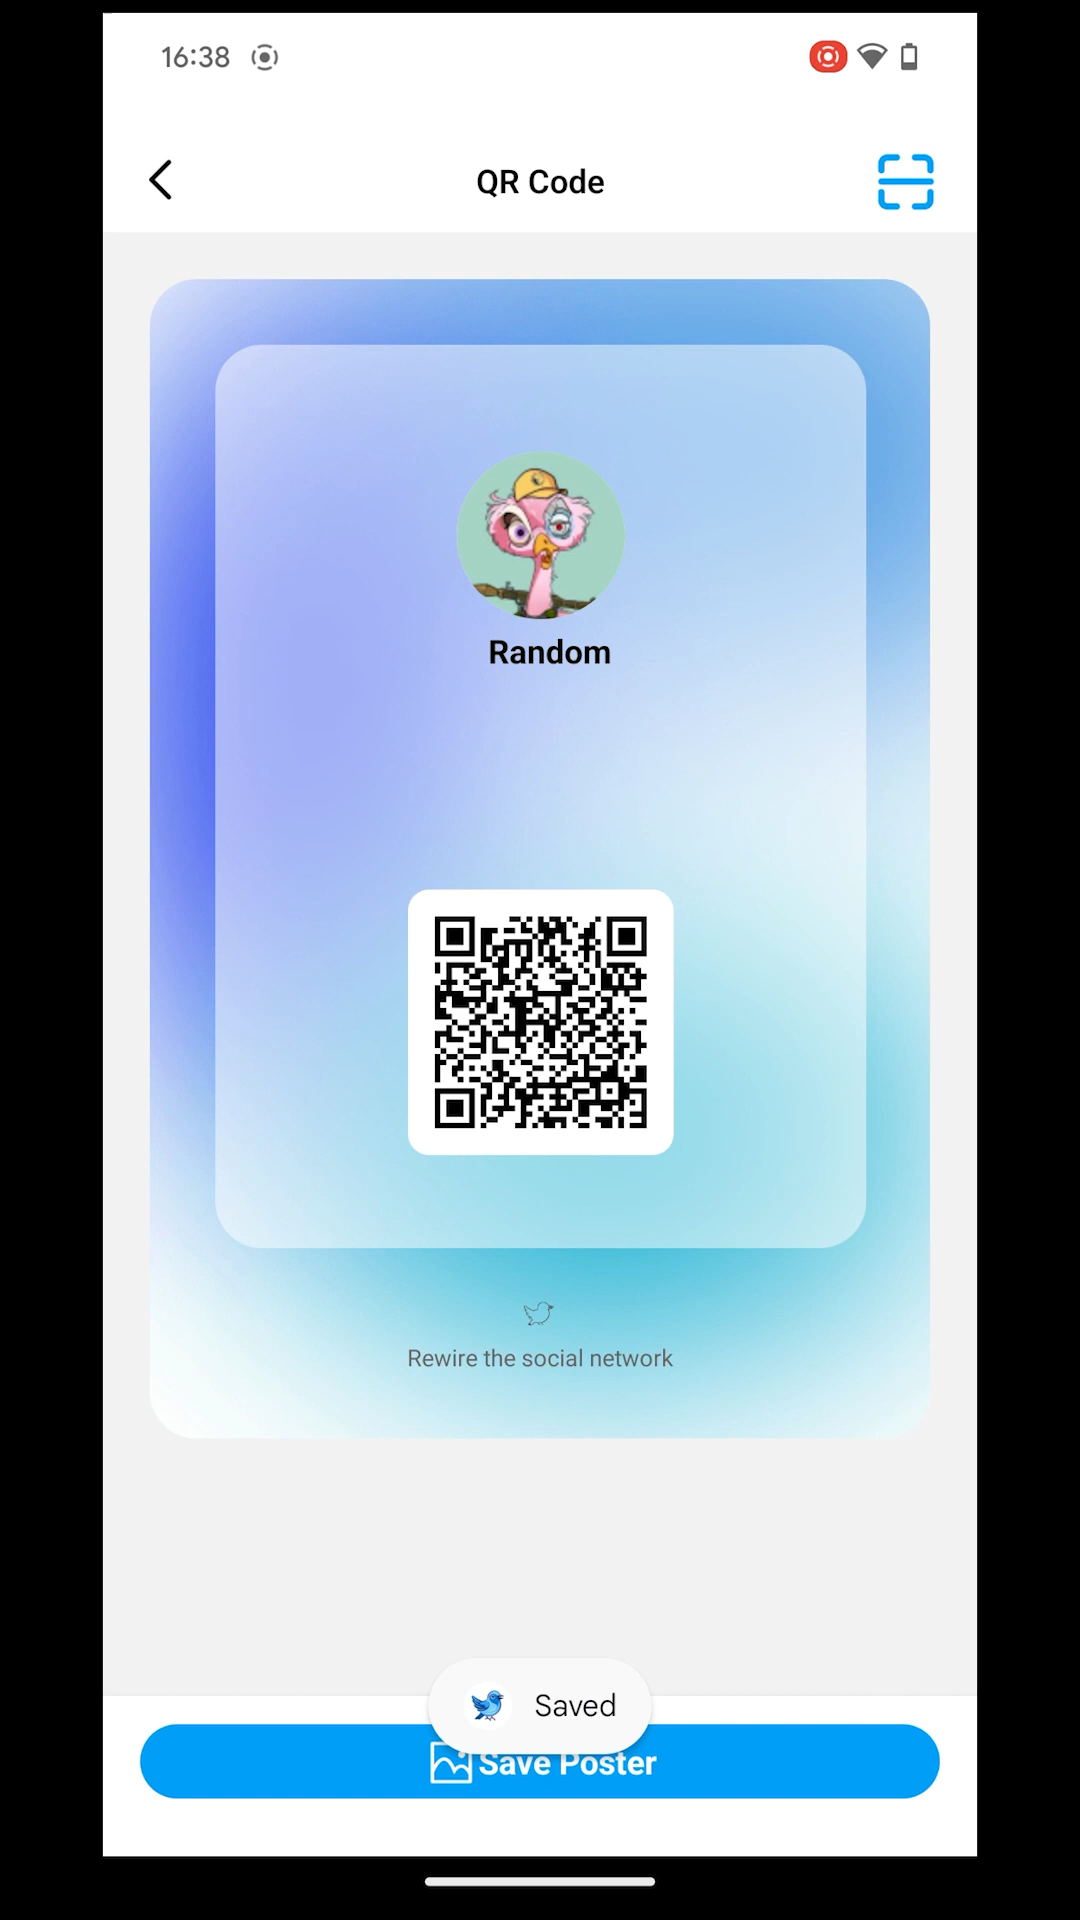 16:38
QR Code
Random
Rewire the social network
Saved
Save Poster